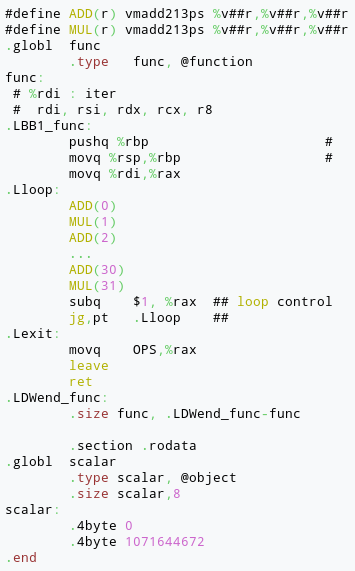 #define ADD(r) vmadd213ps %v##r,%v##r,%v##r
#define MUL(r) vmadd213ps %v##r,%v##r,%v##r
.globl  func
        .type   func, @function
func:
 # %rdi : iter
 #  rdi, rsi, rdx, rcx, r8
.LBB1_func:
        pushq %rbp                      #
        movq %rsp,%rbp                  #
        movq %rdi,%rax
.Lloop:
        ADD(0)
        MUL(1)
        ADD(2)
        ...
        ADD(30)
        MUL(31)
        subq    $1, %rax  ## loop control
        jg,pt   .Lloop    ##
.Lexit:
        movq    OPS,%rax
        leave
        ret
.LDWend_func:
        .size func, .LDWend_func-func

        .section .rodata
.globl  scalar
        .type scalar, @object
        .size scalar,8
scalar:
        .4byte 0
        .4byte 1071644672
.end